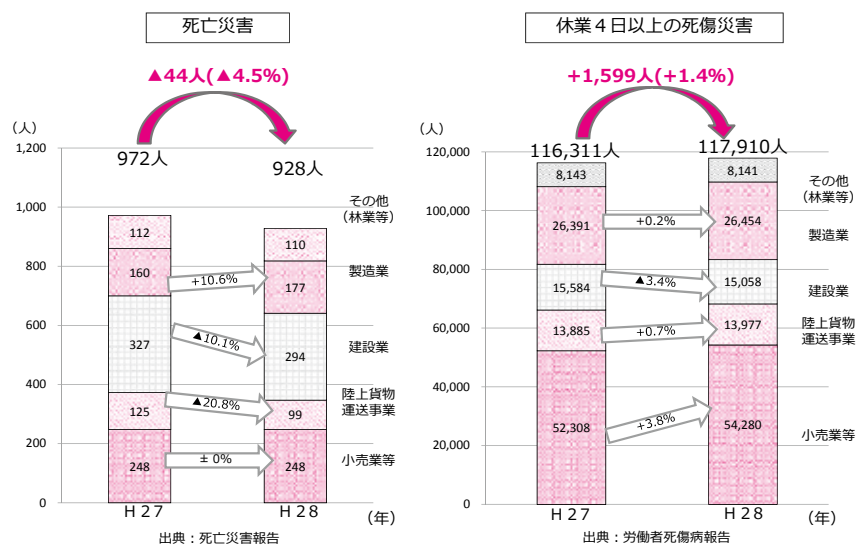 死亡災害
▲44人(▲4.5%)
（人）
972人
928人
1,200
1,000
800
600
400
200
0
112
160
327
125
248
+10.6%
▲10.1%
▲20.8%
± 0%
110
177
294
99
248
その他
(林業等)
製造業
建設業
陸上貨物
運送事業
小売業等
Ｈ27
Ｈ28
（年）
出典：死亡災害報告
休業４日以上の死傷災害
+1,599人(+1.4%)
（人）
116,311人
117,910人
120,000
100,000
80,000
60,000
40,000
20,000
0
8,143
26,391
15,584
13,885
52,308
+0.2%
▲3.4%
+0.7%
+3.8%
8,141
26,454
15,058
13,977
54,280
その他
(林業等)
製造業
建設業
陸上貨物
運送事業
小売業等
Ｈ27
Ｈ28
（年）
出典：労働者死傷病報告